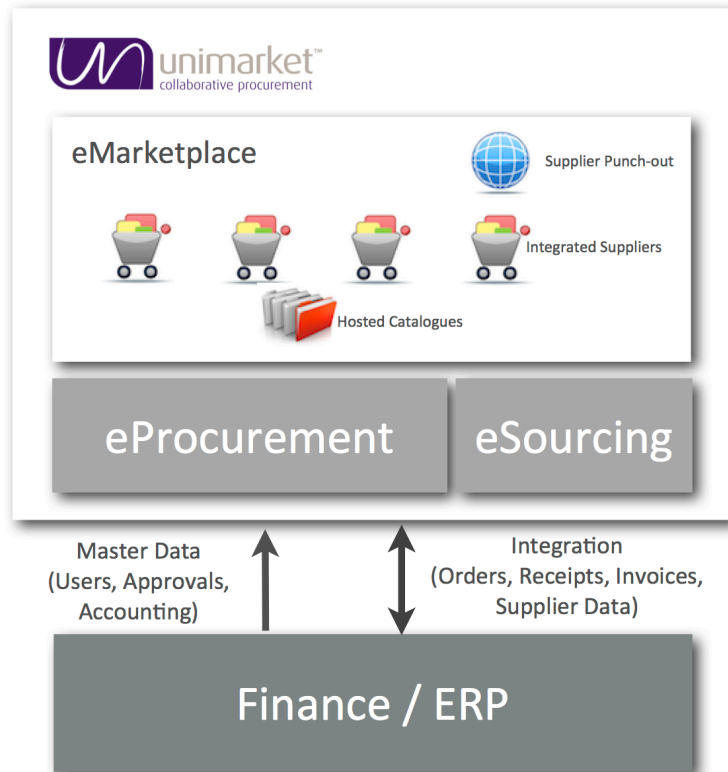 unimarket™
collaborative procurement
eMarketplace
Supplier Punch-out
Integrated Suppliers
Hosted Catalogues
eProcurement
eSourcing
Master Data
(Users, Approvals,
Accounting)
Integration
(Orders, Receipts, Invoices,
Supplier Data)
Finance / ERP